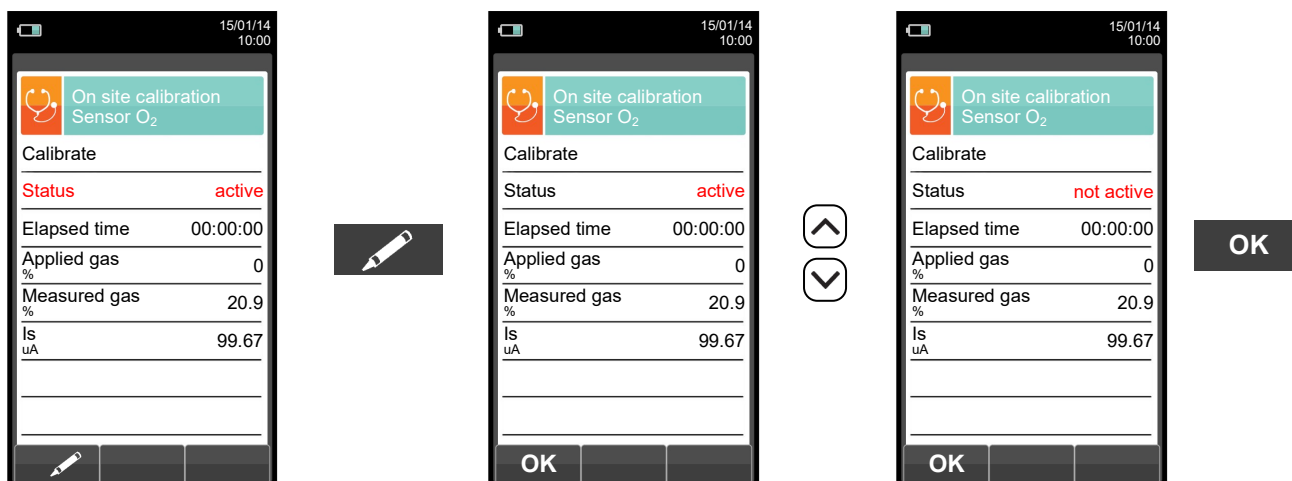 15/01/14
10:00
On site calibration
Sensor O₂
Calibrate
Status active
Elapsed time 00:00:00
Applied gas
% 0
Measured gas
% 20.9
Is
uA 99.67
15/01/14
10:00
On site calibration
Sensor O₂
Calibrate
Status active
Elapsed time 00:00:00
Applied gas
% 0
Measured gas
% 20.9
Is
uA 99.67
OK
15/01/14
10:00
On site calibration
Sensor O₂
Calibrate
Status not active
Elapsed time 00:00:00
Applied gas
% 0
Measured gas
% 20.9
Is
uA 99.67
OK
OK